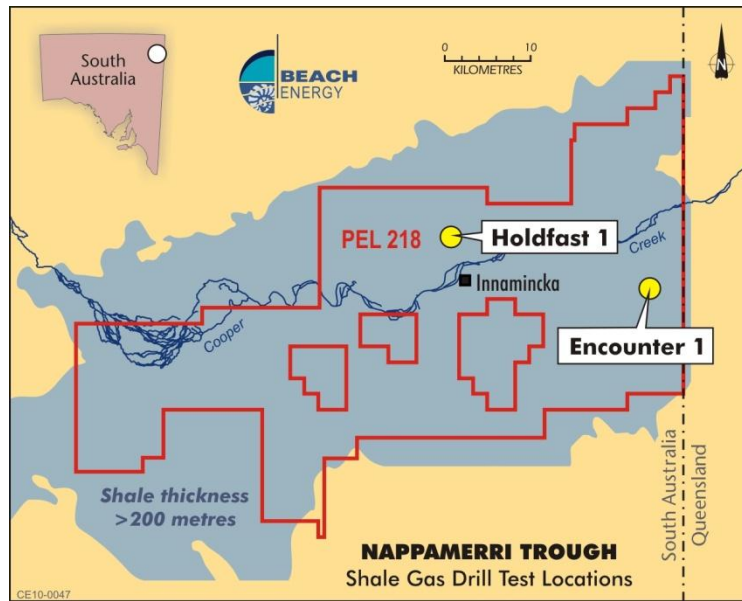 South
Australia
BEACH
ENERGY
0
10
KILOMETRES
N
PEL 218
Holdfast 1
Creek
Innamincka
Cooper
Encounter 1
Shale thickness
>200 metres
South Australia
Queensland
NAPPAMERRI TROUGH
Shale Gas Drill Test Locations
CE10-0047